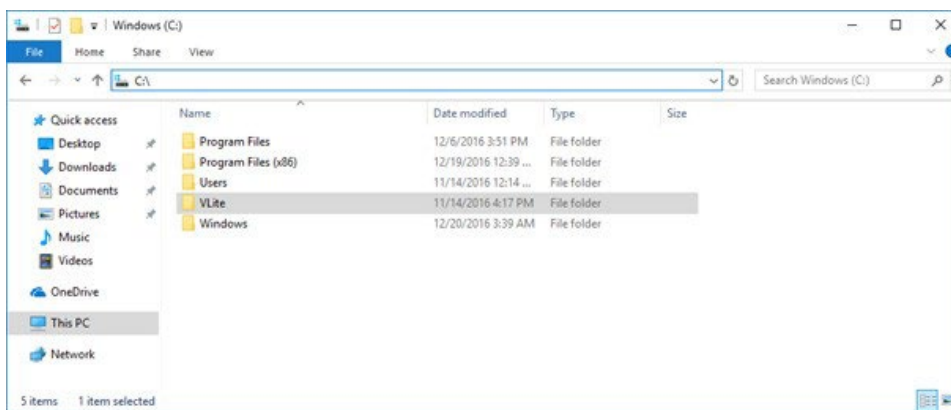 Windows (C:)
File Home Share View
C:\ Search Windows (C:)
Name Date modified Type Size
Quick access
Desktop
Downloads
Documents
Pictures
Music
Videos
OneDrive
This PC
Network
Program Files 12/6/2016 3:51 PM File folder
Program Files (x86) 12/19/2016 12:39 ... File folder
Users 11/14/2016 12:14 ... File folder
VLite 11/14/2016 4:17 PM File folder
Windows 12/20/2016 3:39 AM File folder
5 items 1 item selected